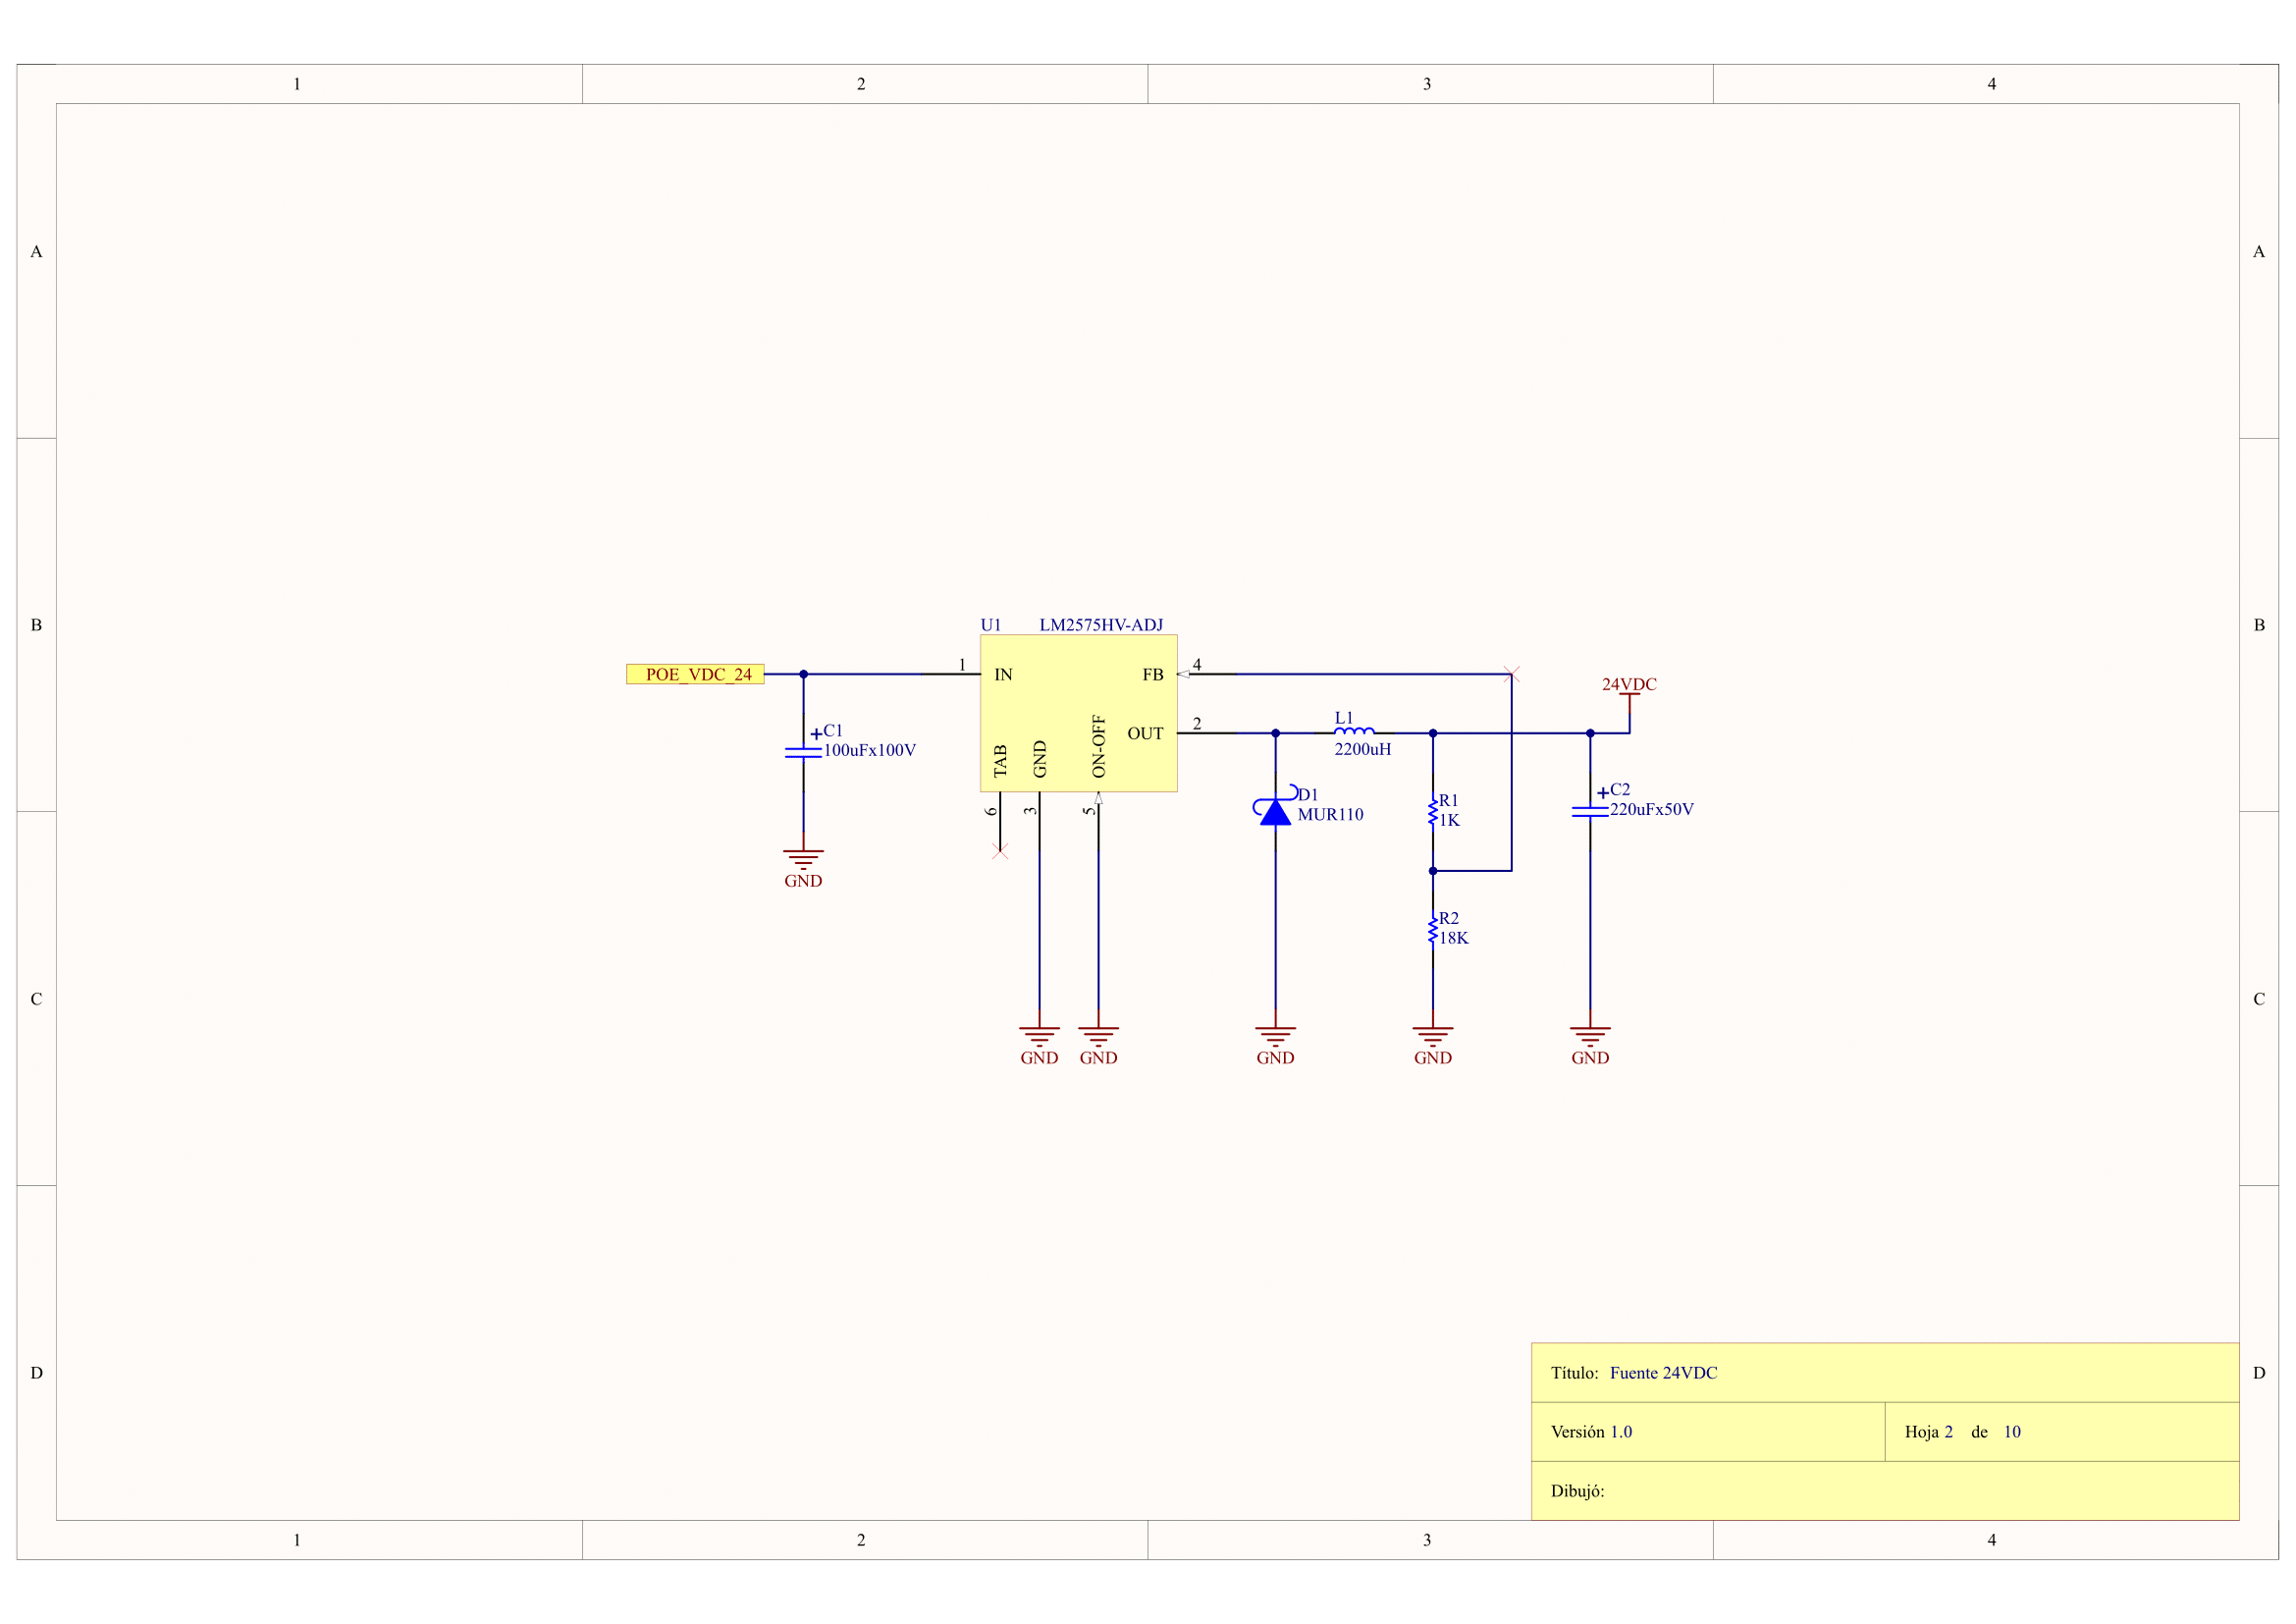 1 2 3 4
A A
B B
U1 LM2575HV-ADJ
POE_VDC_24 1 IN FB 4
24VDC
C1
100uFx100V
TAB GND ON-OFF OUT 2
L1
2200uH
6 3 5
D1
MUR110
R1
1K
C2
220uFx50V
GND
R2
18K
C C
GND GND GND GND GND
Título: Fuente 24VDC
D D
Versión 1.0 Hoja 2 de 10
Dibujó:
1 2 3 4